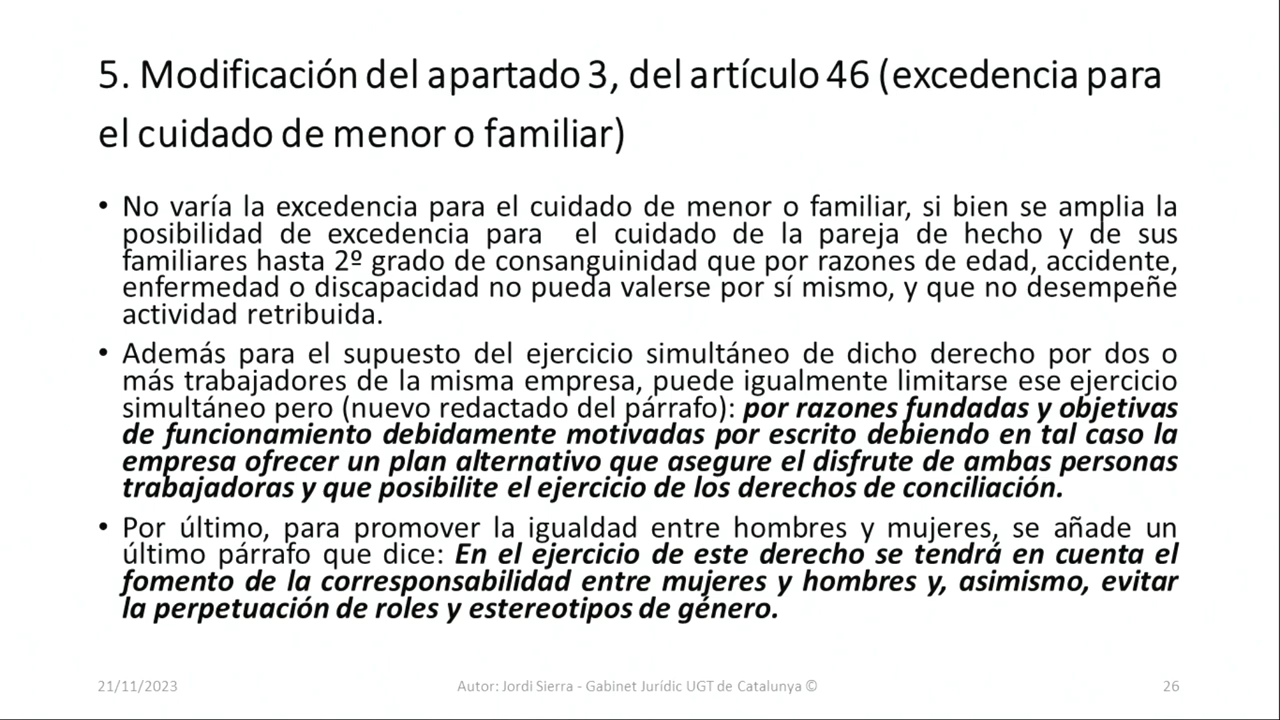 5. Modificación del apartado 3, del artículo 46 (excedencia para
el cuidado de menor o familiar)
• No varía la excedencia para el cuidado de menor o familiar, si bien se amplia la
posibilidad de excedencia para el cuidado de la pareja de hecho y de sus
familiares hasta 2º grado de consanguinidad que por razones de edad, accidente,
enfermedad o discapacidad no pueda valerse por sí mismo, y que no desempeñe
actividad retribuida.
• Además para el supuesto del ejercicio simultáneo de dicho derecho por dos o
más trabajadores de la misma empresa, puede igualmente limitarse ese ejercicio
simultáneo pero (nuevo redactado del párrafo): por razones fundadas y objetivas
de funcionamiento debidamente motivadas por escrito debiendo en tal caso la
empresa ofrecer un plan alternativo que asegure el disfrute de ambas personas
trabajadoras y que posibilite el ejercicio de los derechos de conciliación.
• Por último, para promover la igualdad entre hombres y mujeres, se añade un
último párrafo que dice: En el ejercicio de este derecho se tendrá en cuenta el
fomento de la corresponsabilidad entre mujeres y hombres y, asimismo, evitar
la perpetuación de roles y estereotipos de género.
21/11/2023
Autor: Jordi Sierra - Gabinet Jurídic UGT de Catalunya ©
26